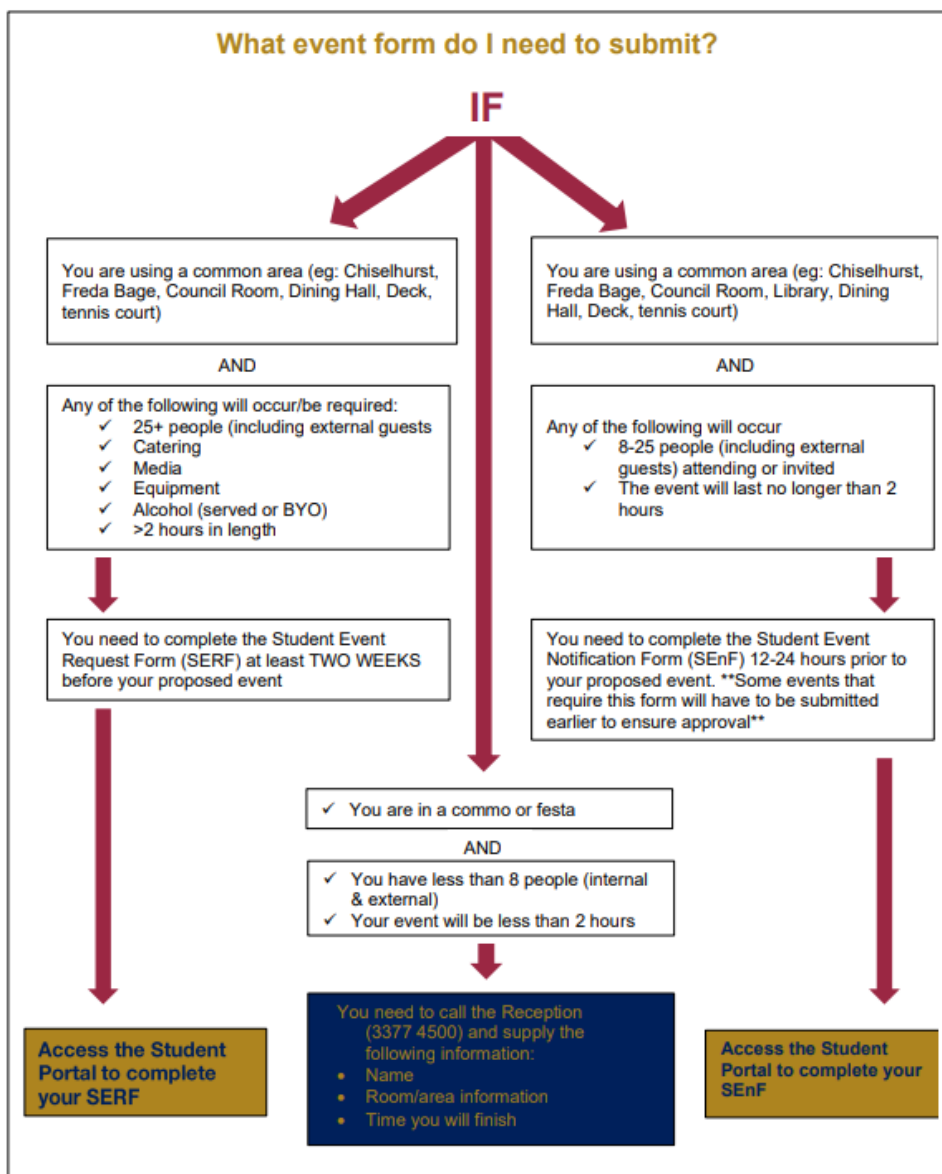 What event form do I need to submit?
IF
You are using a common area (eg: Chiselhurst,
Freda Bage, Council Room, Dining Hall, Deck,
tennis court)
AND
Any of the following will occur/be required:
✓ 25+ people (including external guests
✓ Catering
✓ Media
✓ Equipment
✓ Alcohol (served or BYO)
✓ >2 hours in length
You need to complete the Student Event
Request Form (SERF) at least TWO WEEKS
before your proposed event
Access the Student
Portal to complete
your SERF
✓ You are in a commo or festa
AND
✓ You have less than 8 people (internal
& external)
✓ Your event will be less than 2 hours
You need to call the Reception
(3377 4500) and supply the
following information:
• Name
• Room/area information
• Time you will finish
You are using a common area (eg: Chiselhurst,
Freda Bage, Council Room, Library, Dining
Hall, Deck, tennis court)
AND
Any of the following will occur
✓ 8-25 people (including external
guests) attending or invited
✓ The event will last no longer than 2
hours
You need to complete the Student Event
Notification Form (SEnF) 12-24 hours prior to
your proposed event. **Some events that
require this form will have to be submitted
earlier to ensure approval**
Access the Student
Portal to complete your
SEnF